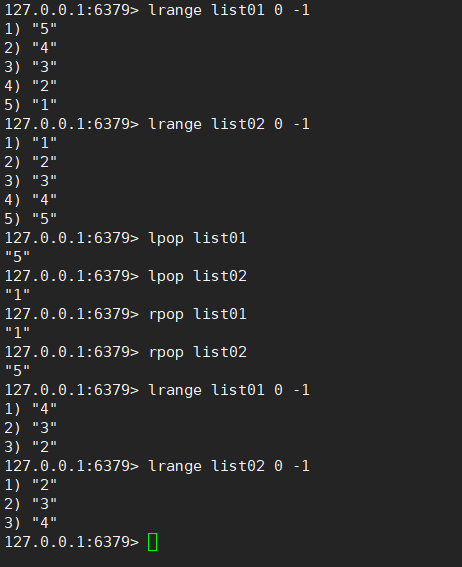 127.0.0.1:6379> lrange list01 0 -1
1) "5"
2) "4"
3) "3"
4) "2"
5) "1"
127.0.0.1:6379> lrange list02 0 -1
1) "1"
2) "2"
3) "3"
4) "4"
5) "5"
127.0.0.1:6379> lpop list01
"5"
127.0.0.1:6379> lpop list02
"1"
127.0.0.1:6379> rpop list01
"1"
127.0.0.1:6379> rpop list02
"5"
127.0.0.1:6379> lrange list01 0 -1
1) "4"
2) "3"
3) "2"
127.0.0.1:6379> lrange list02 0 -1
1) "2"
2) "3"
3) "4"
127.0.0.1:6379>